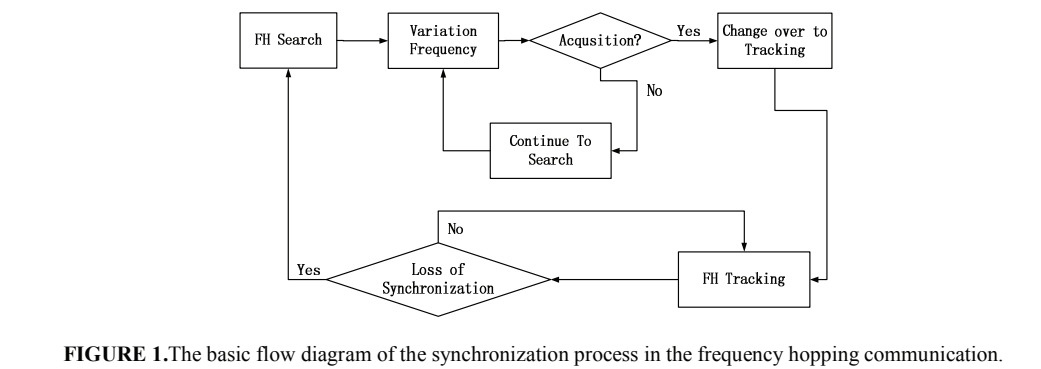 FH Search
Variation
Frequency
Acqusition?
Yes
Change over to
Tracking
No
Continue To
Search
No
Yes
Loss of
Synchronization
FH Tracking
FIGURE 1.The basic flow diagram of the synchronization process in the frequency hopping communication.